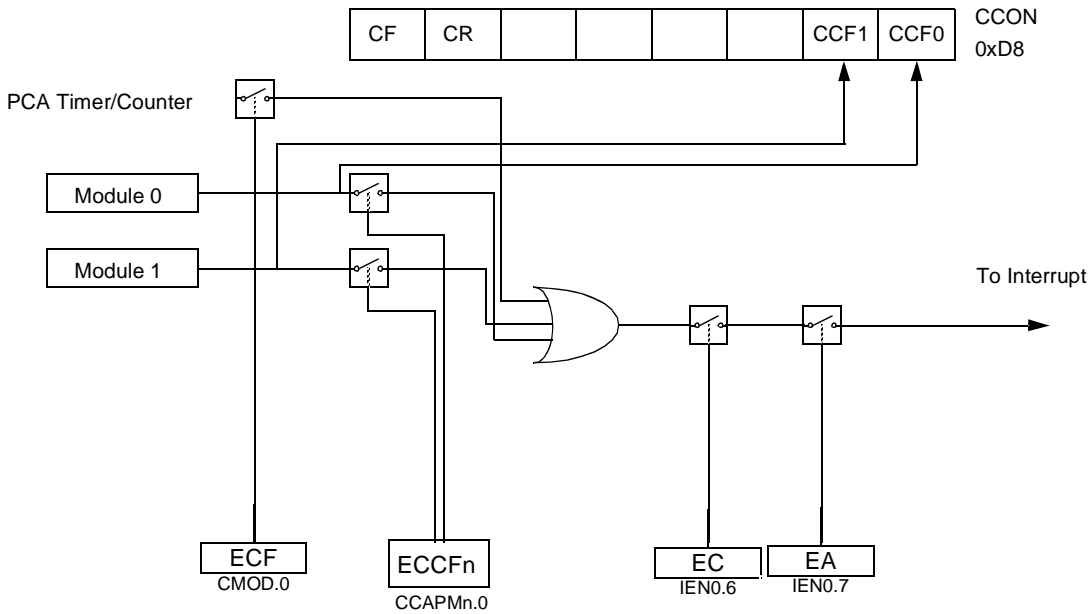 CF CR CCF1 CCF0 CCON
0xD8
PCA Timer/Counter
Module 0
Module 1
To Interrupt
ECF
CMOD.0
ECCFn
CCAPMn.0
EC
IEN0.6
EA
IEN0.7